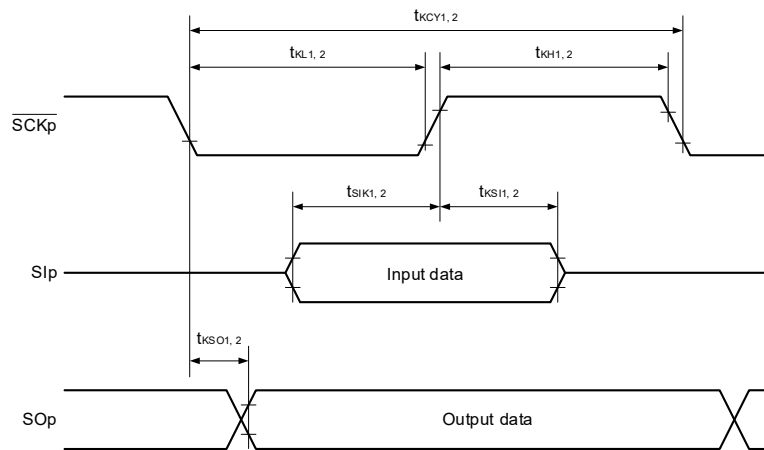 tKCY1, 2
tKL1, 2 tKH1, 2
SCKp
tSIK1, 2 tKSI1, 2
SIp Input data
tKSO1, 2
SOp Output data